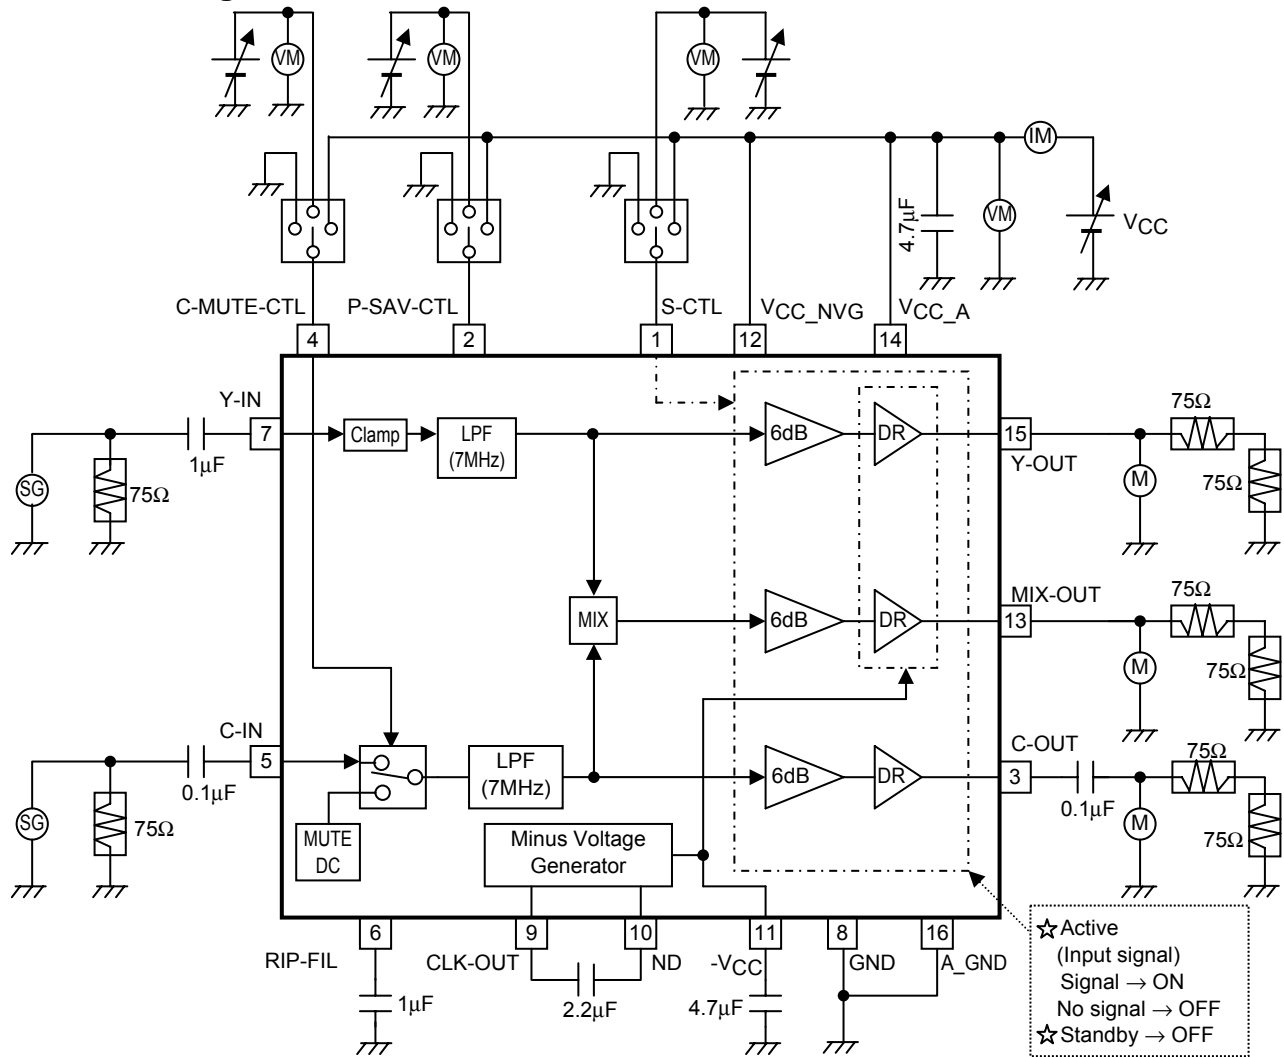 VM
VM
VM
IM
4.7µF
VM
VCC
C-MUTE-CTL
P-SAV-CTL
S-CTL
VCC_NVG
VCC_A
4
2
1
12
14
Y-IN
7
1µF
SG
75Ω
Clamp
LPF
(7MHz)
6dB
DR
15
Y-OUT
75Ω
M
75Ω
MIX
6dB
DR
MIX-OUT
13
75Ω
M
75Ω
C-IN
5
0.1µF
SG
75Ω
MUTE
DC
LPF
(7MHz)
6dB
DR
C-OUT
3
0.1µF
75Ω
M
75Ω
Minus Voltage
Generator
6
9
10
11
8
16
RIP-FIL
CLK-OUT
ND
-VCC
GND
A_GND
1µF
2.2µF
4.7µF
☆Active
(Input signal)
Signal → ON
No signal → OFF
☆Standby → OFF